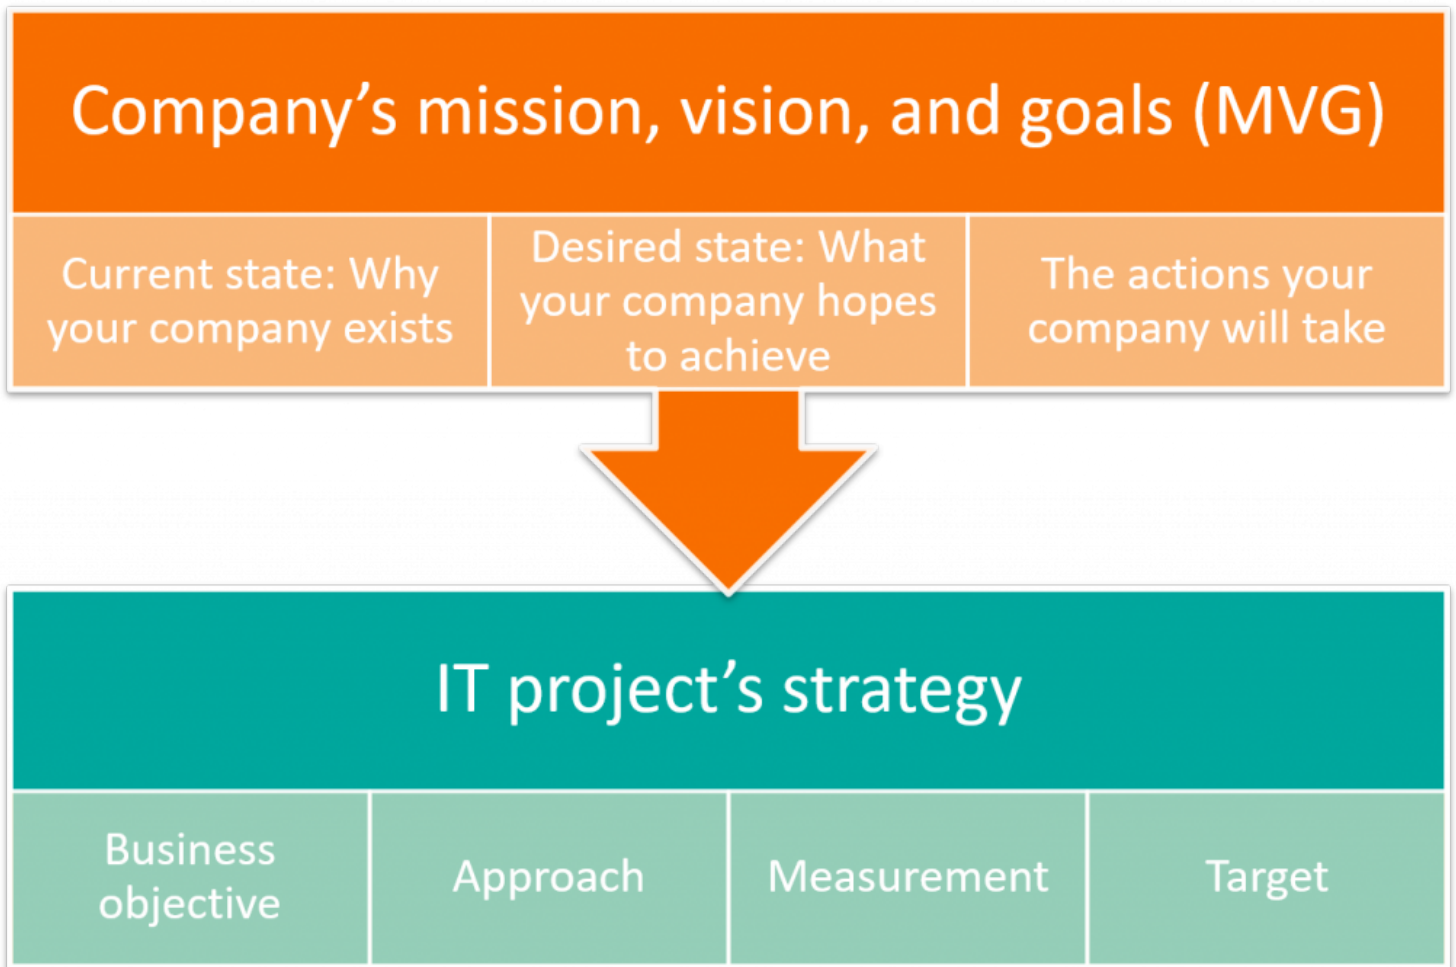 Company’s mission, vision, and goals (MVG)
Current state: Why
your company exists
Desired state: What
your company hopes
to achieve
The actions your
company will take
IT project’s strategy
Business
objective
Approach
Measurement
Target